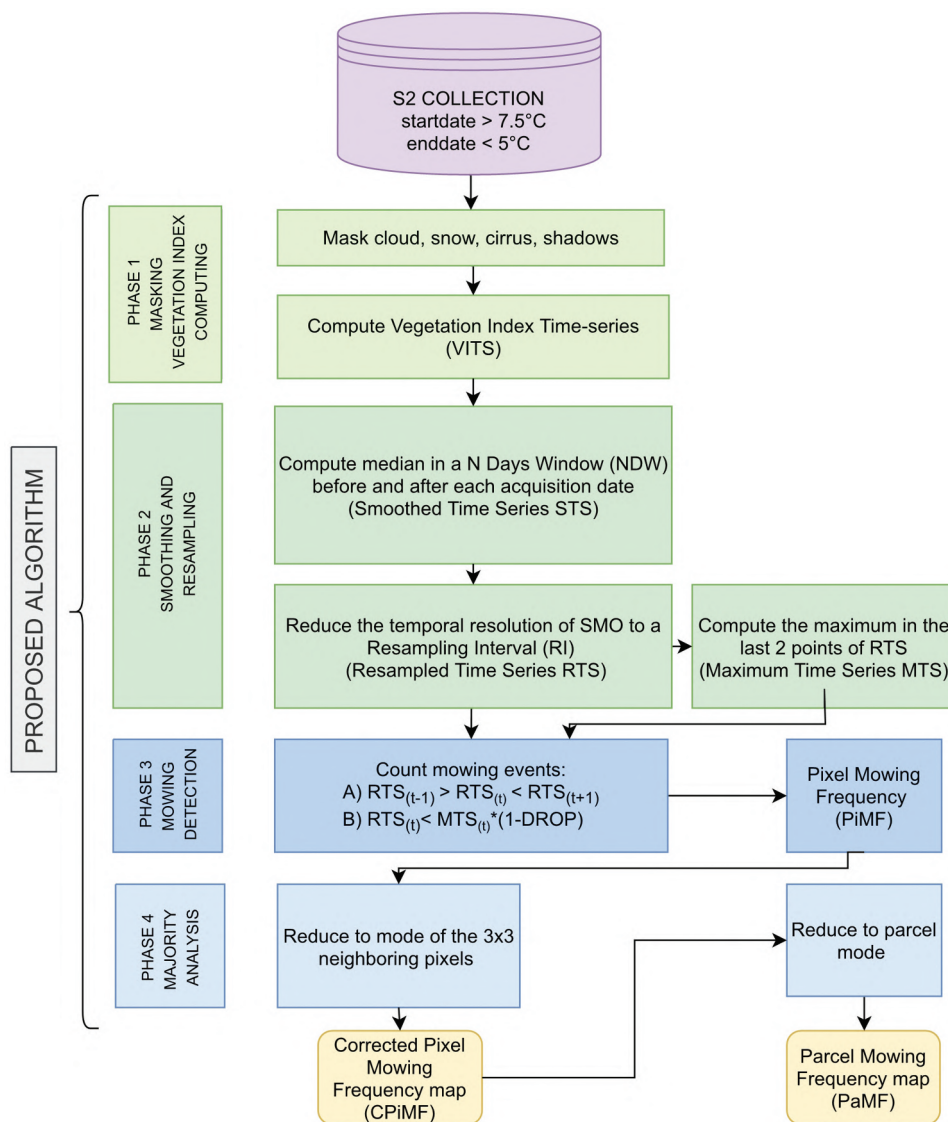 S2 COLLECTION
startdate > 7.5°C
enddate < 5°C
PROPOSED ALGORITHM
PHASE 1
MASKING
VEGETATION INDEX
COMPUTING
Mask cloud, snow, cirrus, shadows
Compute Vegetation Index Time-series
(VITS)
PHASE 2
SMOOTHING AND
RESAMPLING
Compute median in a N Days Window (NDW)
before and after each acquisition date
(Smoothed Time Series STS)
Reduce the temporal resolution of SMO to a
Resampling Interval (RI)
(Resampled Time Series RTS)
Compute the maximum in the
last 2 points of RTS
(Maximum Time Series MTS)
PHASE 3
MOWING
DETECTION
Count mowing events:
A) RTS(t-1) > RTS(t) < RTS(t+1)
B) RTS(t)< MTS(t)*(1-DROP)
Pixel Mowing
Frequency
(PiMF)
PHASE 4
MAJORITY
ANALYSIS
Reduce to mode of the 3x3
neighboring pixels
Reduce to parcel
mode
Corrected Pixel
Mowing
Frequency map
(CPiMF)
Parcel Mowing
Frequency map
(PaMF)